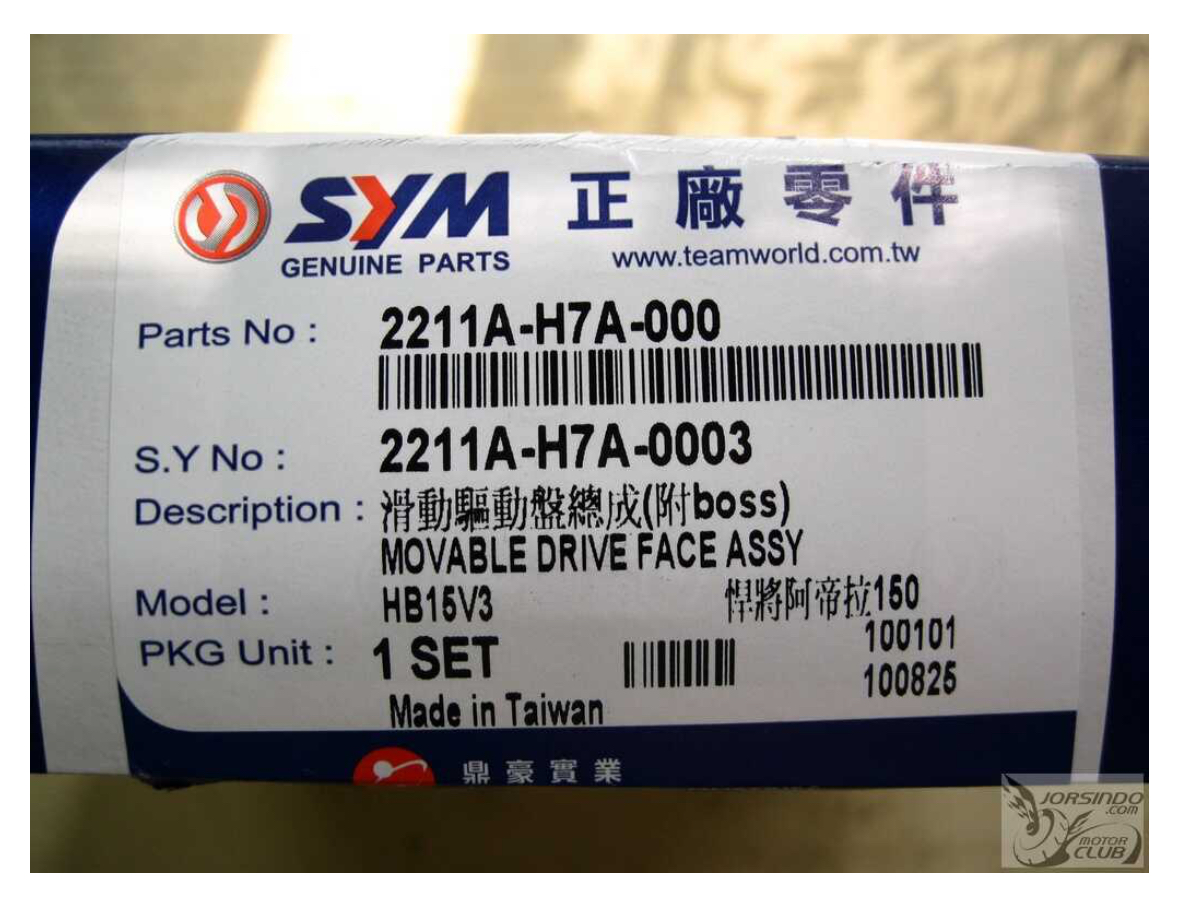 SYM 正廠零件
GENUINE PARTS www.teamworld.com.tw
Parts No : 2211A-H7A-000
S.Y No : 2211A-H7A-0003
Description : 滑動驅動盤總成(附boss)
MOVABLE DRIVE FACE ASSY
Model : HB15V3 悍將阿帝拉150
100101
PKG Unit : 1 SET
100825
Made in Taiwan
鼎豪實業
JORSINDO
.COM
MOTOR
CLUB